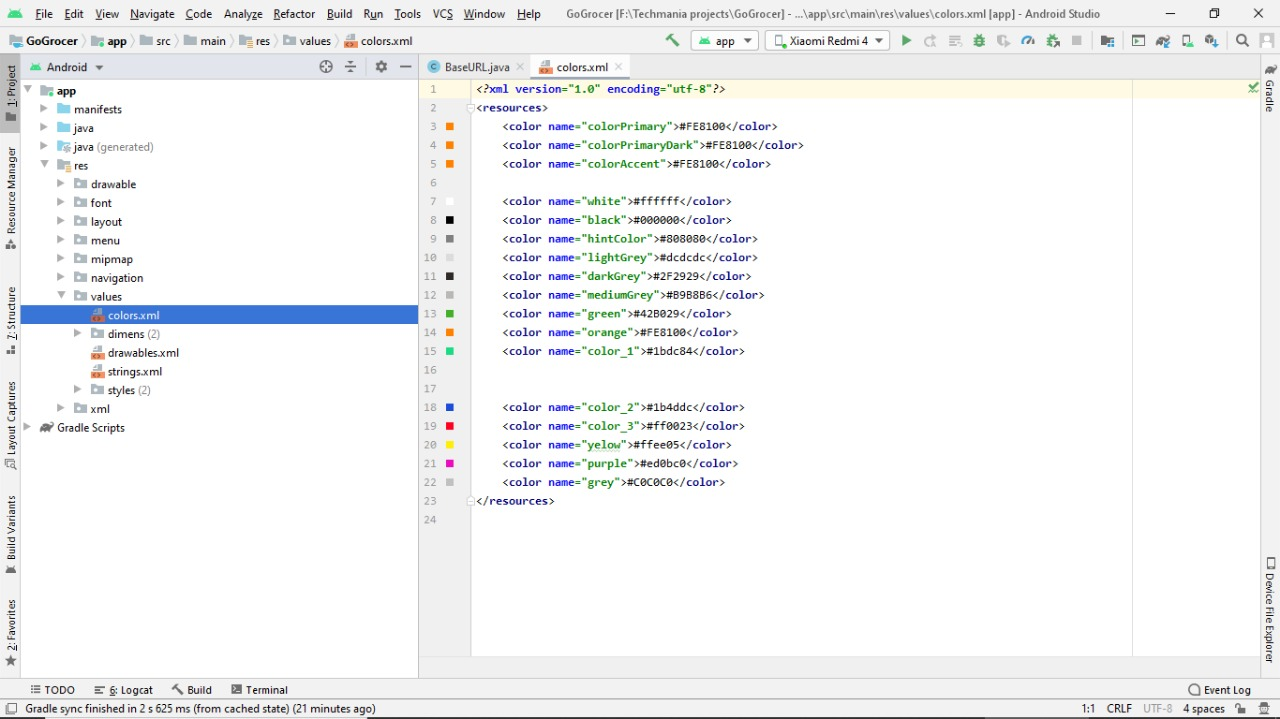 File Edit View Navigate Code Analyze Refactor Build Run Tools VCS Window Help GoGrocer [F:\Techmania projects\GoGrocer] - ...\app\src\main\res\values\colors.xml [app] - Android Studio
GoGrocer app src main res values colors.xml app Xiaomi Redmi 4
1: Project
Resource Manager
Z: Structure
Layout Captures
Build Variants
2: Favorites
Android
app
manifests
java
java (generated)
res
drawable
font
layout
menu
mipmap
navigation
values
colors.xml
dimens (2)
drawables.xml
strings.xml
styles (2)
xml
Gradle Scripts
BaseURL.java colors.xml
1 <?xml version="1.0" encoding="utf-8"?>
2 <resources>
3 <color name="colorPrimary">#FE8100</color>
4 <color name="colorPrimaryDark">#FE8100</color>
5 <color name="colorAccent">#FE8100</color>
6
7 <color name="white">#ffffff</color>
8 <color name="black">#000000</color>
9 <color name="hintColor">#808080</color>
10 <color name="lightGrey">#dcdcdc</color>
11 <color name="darkGrey">#2F2929</color>
12 <color name="mediumGrey">#B9B8B6</color>
13 <color name="green">#42B029</color>
14 <color name="orange">#FE8100</color>
15 <color name="color_1">#1bdc84</color>
16
17
18 <color name="color_2">#1b4ddc</color>
19 <color name="color_3">#ff0023</color>
20 <color name="yelow">#ffee05</color>
21 <color name="purple">#ed0bc0</color>
22 <color name="grey">#C0C0C0</color>
23 </resources>
24
Gradle
Device File Explorer
TODO 6: Logcat Build Terminal Event Log
Gradle sync finished in 2 s 625 ms (from cached state) (21 minutes ago) 1:1 CRLF UTF-8 4 spaces